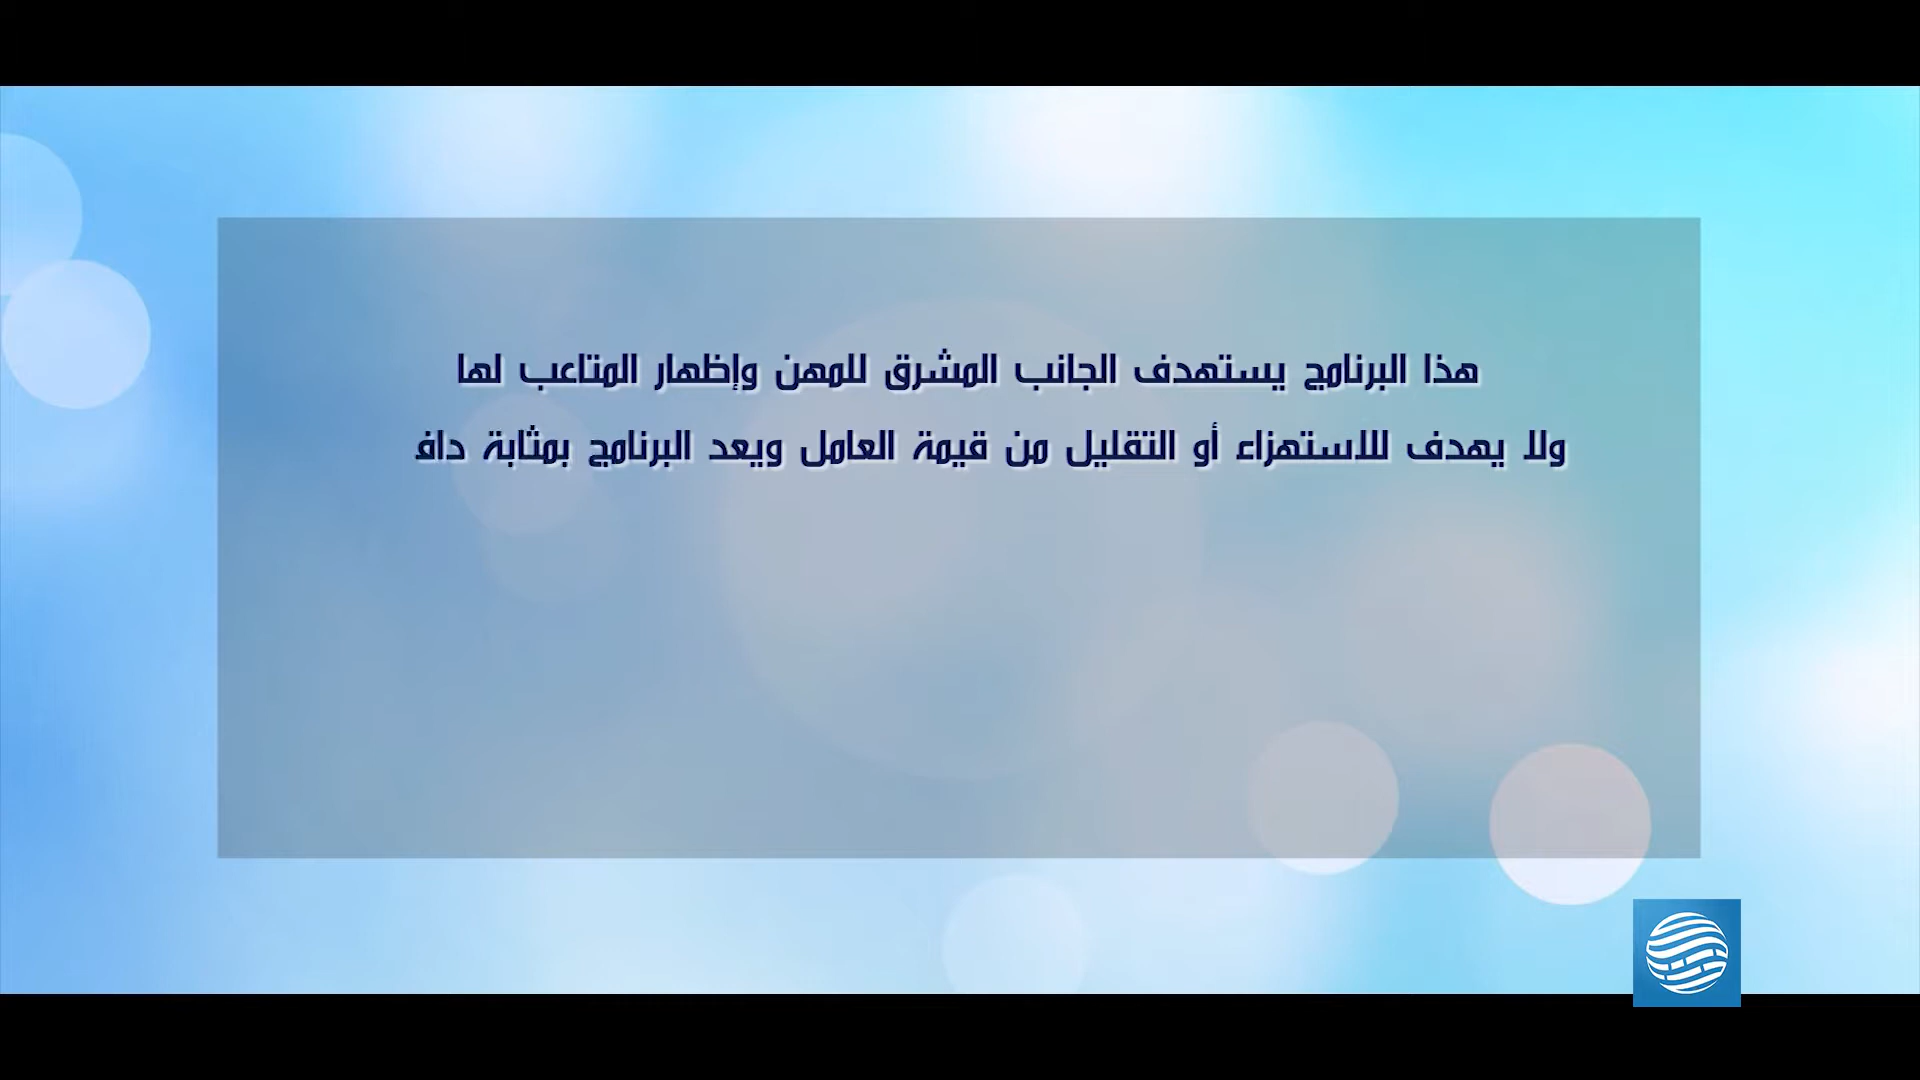 هذا البرنامج يستهدف الجانب المشرق للمهن وإظهار المتاعب لها
ولا يهدف للاستهزاء أو التقليل من قيمة العامل ويعد البرنامج بمثابة داف